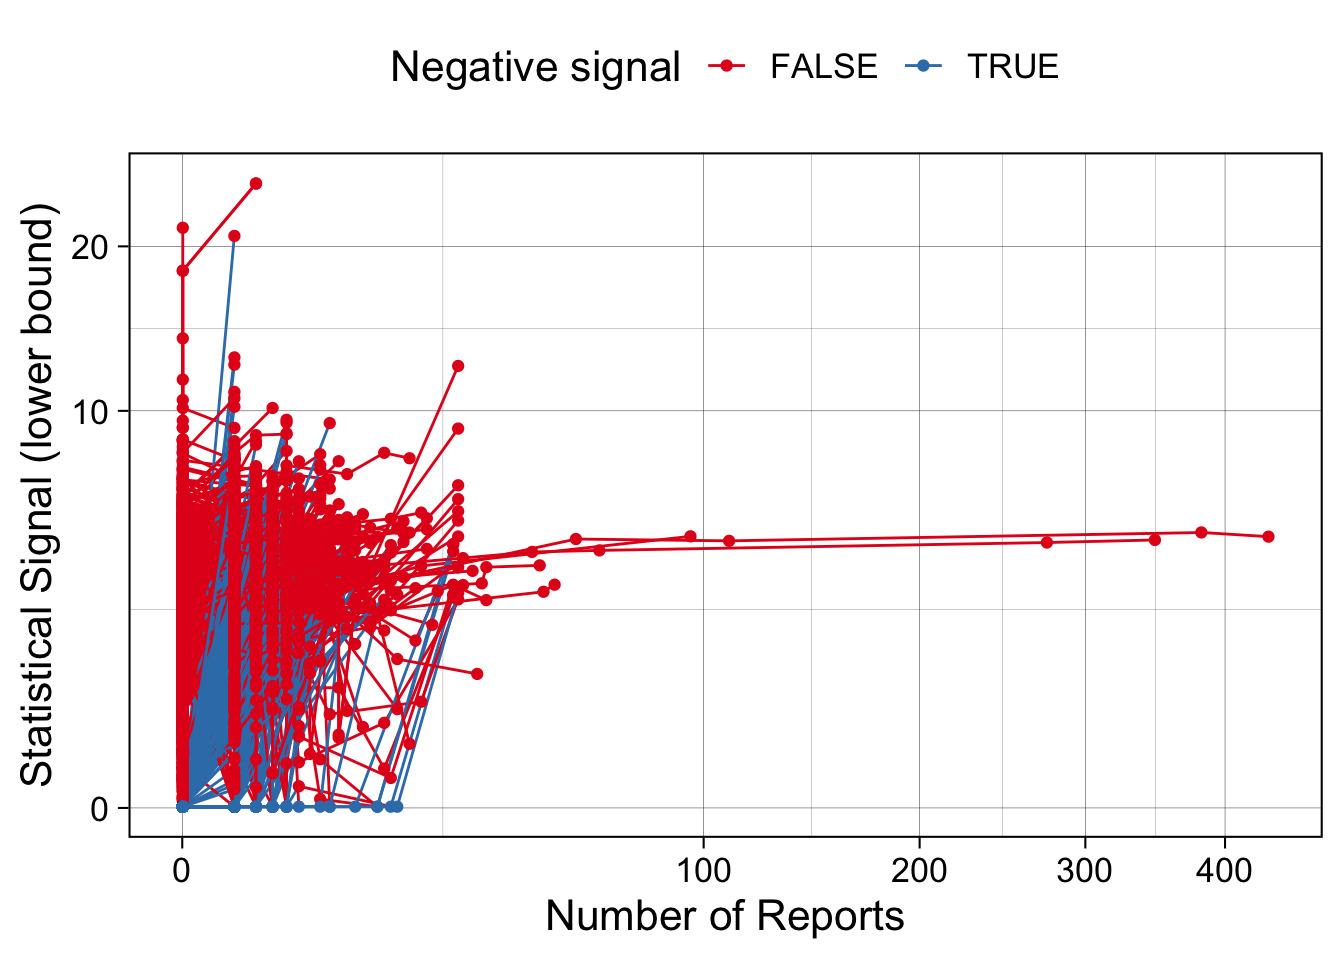 Negative signal FALSE TRUE
Statistical Signal (lower bound)
20
10
0
0 100 200 300 400
Number of Reports